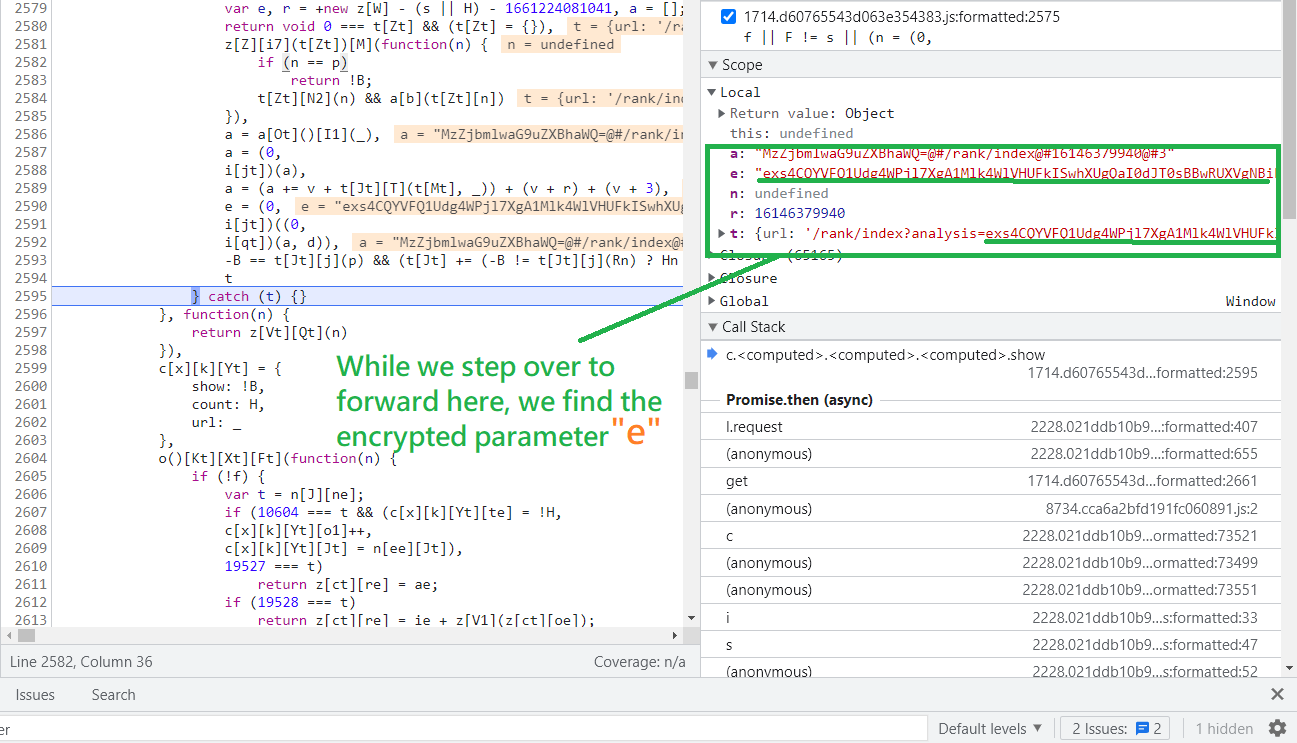 2579 var e, r = +new z[W] - (s || H) - 1661224081041, a = [];
2580 return void 0 === t[Zt] && (t[Zt] = {}), t = {url: '/ra
2581 z[Z][i7](t[Zt])[M](function(n) { n = undefined
2582 if (n == p)
2583 return !B;
2584 t[Zt][N2](n) && a[b](t[Zt][n]) t = {url: '/rank/ind
2585 }),
2586 a = a[Ot]()[I1](_), a = "MzZjbmlwaG9uZXBhaWQ=@#/rank/i
2587 a = (0,
2588 i[jt])(a),
2589 a = (a += v + t[Jt][T](t[Mt], _)) + (v + r) + (v + 3),
2590 e = (0, e = "exs4CQYVFQ1Udg4WPjl7XgA1Mlk4WlVHUFkISwhXUg
2591 i[jt])((0,
2592 i[qt])(a, d)), a = "MzZjbmlwaG9uZXBhaWQ=@#/rank/index@
2593 -B == t[Jt][j](p) && (t[Jt] += (-B != t[Jt][j](Rn) ? Hn
2594 t
2595 } catch (t) {}
2596 }, function(n) {
2597 return z[Vt][Qt](n)
2598 }),
2599 c[x][k][Yt] = {
2600 show: !B,
2601 count: H,
2602 url: _
2603 },
2604 o()[Kt][Xt][Ft](function(n) {
2605 if (!f) {
2606 var t = n[J][ne];
2607 if (10604 === t && (c[x][k][Yt][te] = !H,
2608 c[x][k][Yt][o1]++,
2609 c[x][k][Yt][Jt] = n[ee][Jt]),
2610 19527 === t)
2611 return z[ct][re] = ae;
2612 if (19528 === t)
2613 return z[ct][re] = ie + z[V1](z[ct][oe]);
While we step over to
forward here, we find the
encrypted parameter "e"
Line 2582, Column 36 Coverage: n/a
1714.d60765543d063e354383.js:formatted:2575
f || F != s || (n = (0,
Scope
Local
Return value: Object
this: undefined
a: "MzZjbmlwaG9uZXBhaWQ=@#/rank/index@#16146379940@#3"
e: "exs4CQYVFQ1Udg4WPjl7XgA1Mlk4WlVHUFkISwhXUgQaI0dJT0sBBwRUXVgNBi
n: undefined
r: 16146379940
t: {url: '/rank/index?analysis=exs4CQYVFQ1Udg4WPjl7XgA1Mlk4WlVHUFk
Closure (65165)
Closure
Global Window
Call Stack
c.<computed>.<computed>.<computed>.show
1714.d60765543d…formatted:2595
Promise.then (async)
l.request 2228.021ddb10b9…:formatted:407
(anonymous) 2228.021ddb10b9…:formatted:655
get 1714.d60765543d…formatted:2661
(anonymous) 8734.cca6a2bfd191fc060891.js:2
c 2228.021ddb10b9…ormatted:73521
(anonymous) 2228.021ddb10b9…ormatted:73499
(anonymous) 2228.021ddb10b9…ormatted:73551
i 2228.021ddb10b9…s:formatted:33
s 2228.021ddb10b9…s:formatted:47
(anonymous) 2228.021ddb10b9…s:formatted:52
Issues Search
er Default levels 2 Issues: 2 1 hidden